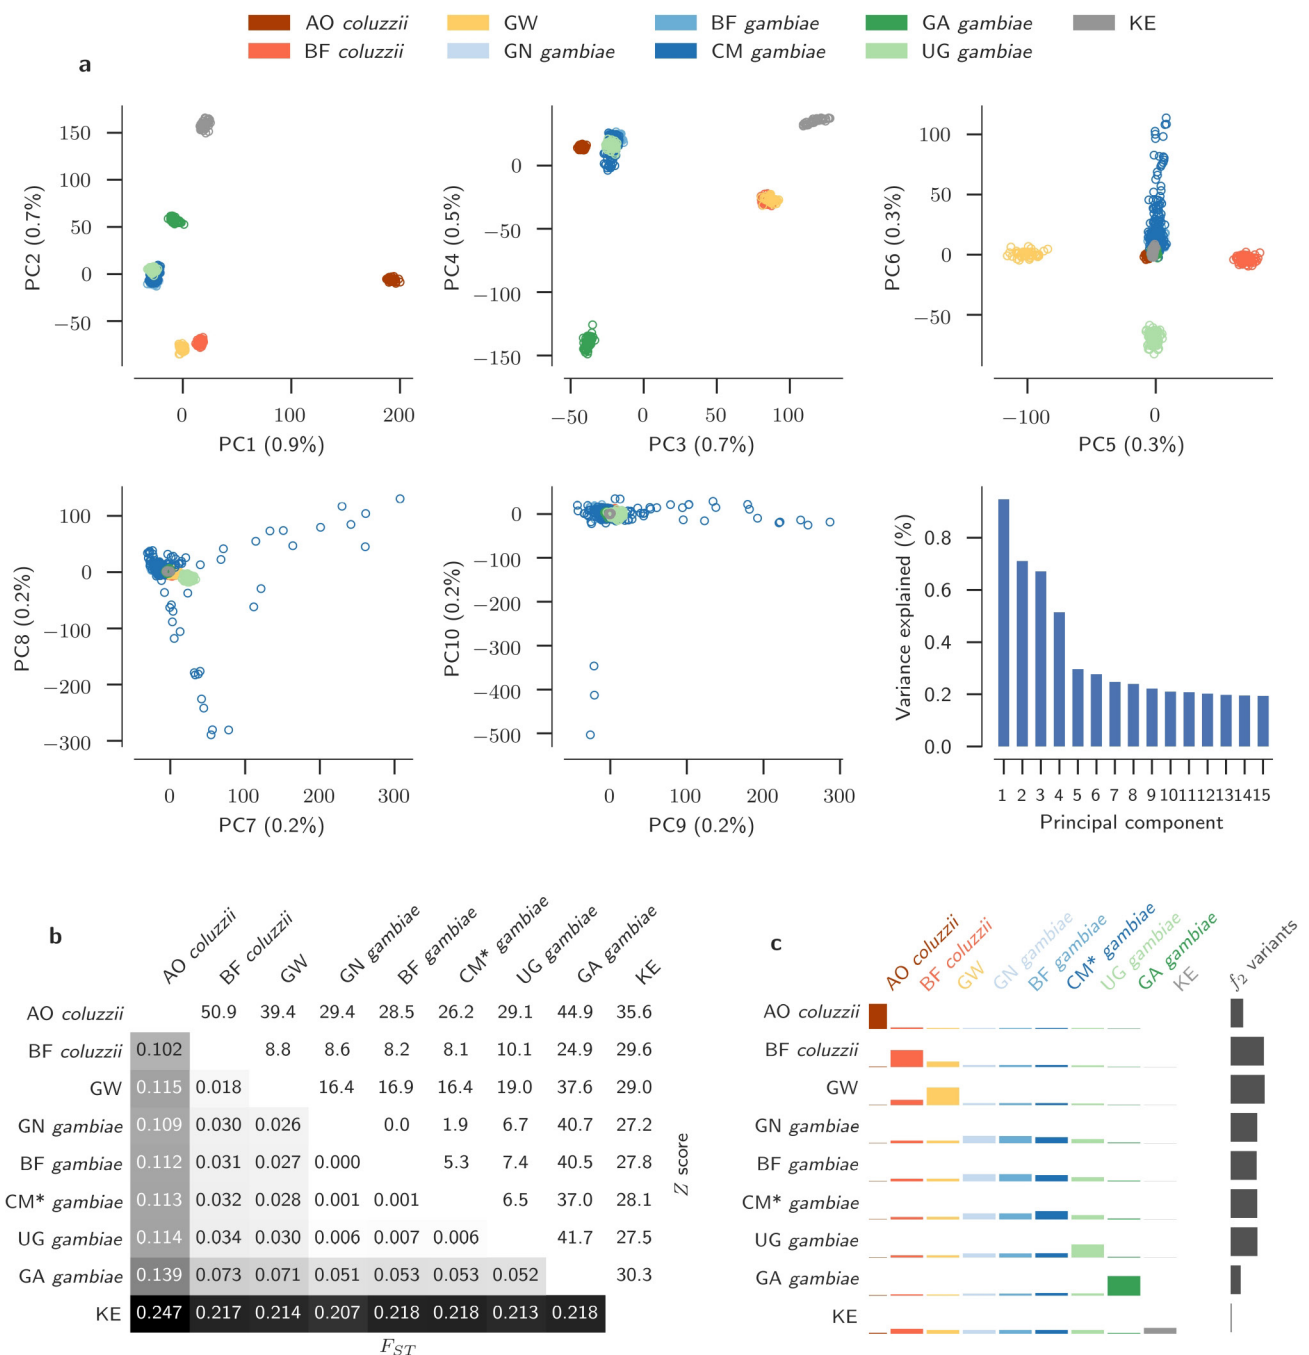 AO coluzzii GW BF gambiae GA gambiae KE
BF coluzzii GN gambiae CM gambiae UG gambiae
a
150
100
50
0
−50
PC2 (0.7%)
0 100 200
PC1 (0.9%)
0
−50
−100
−150
PC4 (0.5%)
−50 0 50 100
PC3 (0.7%)
100
50
0
−50
PC6 (0.3%)
−100 0
PC5 (0.3%)
100
0
−100
−200
−300
PC8 (0.2%)
0 100 200 300
PC7 (0.2%)
0
−100
−200
−300
−400
−500
PC10 (0.2%)
0 100 200 300
PC9 (0.2%)
0.8
0.6
0.4
0.2
0.0
Variance explained (%)
1 2 3 4 5 6 7 8 9 10 11 12 13 14 15
Principal component
b
AO coluzzii BF coluzzii GW GN gambiae BF gambiae CM* gambiae UG gambiae GA gambiae KE
AO coluzzii 50.9 39.4 29.4 28.5 26.2 29.1 44.9 35.6
BF coluzzii 0.102 8.8 8.6 8.2 8.1 10.1 24.9 29.6
GW 0.115 0.018 16.4 16.9 16.4 19.0 37.6 29.0
GN gambiae 0.109 0.030 0.026 0.0 1.9 6.7 40.7 27.2
BF gambiae 0.112 0.031 0.027 0.000 5.3 7.4 40.5 27.8
CM* gambiae 0.113 0.032 0.028 0.001 0.001 6.5 37.0 28.1
UG gambiae 0.114 0.034 0.030 0.006 0.007 0.006 41.7 27.5
GA gambiae 0.139 0.073 0.071 0.051 0.053 0.053 0.052 30.3
KE 0.247 0.217 0.214 0.207 0.218 0.218 0.213 0.218
Z score
F_ST
c
AO coluzzii BF coluzzii GW GN gambiae BF gambiae CM* gambiae UG gambiae GA gambiae KE f₂ variants
AO coluzzii
BF coluzzii
GW
GN gambiae
BF gambiae
CM* gambiae
UG gambiae
GA gambiae
KE